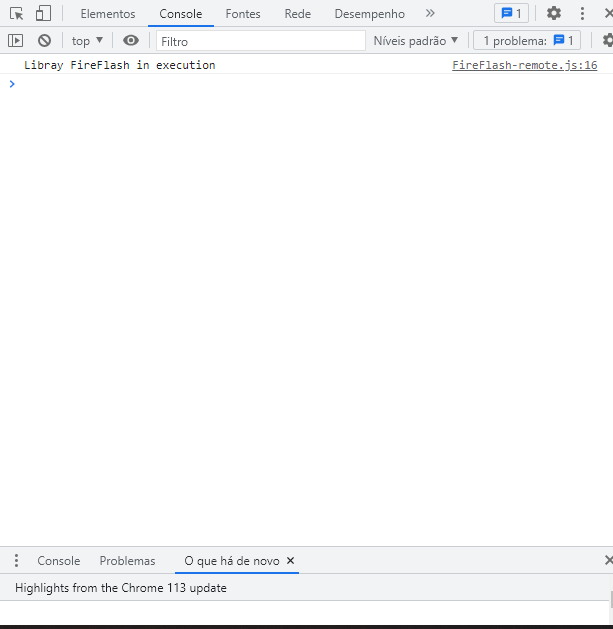 Elementos Console Fontes Rede Desempenho » 1
top ▼ Filtro Níveis padrão ▼ 1 problema: 1
Libray FireFlash in execution FireFlash-remote.js:16
Console Problemas O que há de novo ×
Highlights from the Chrome 113 update